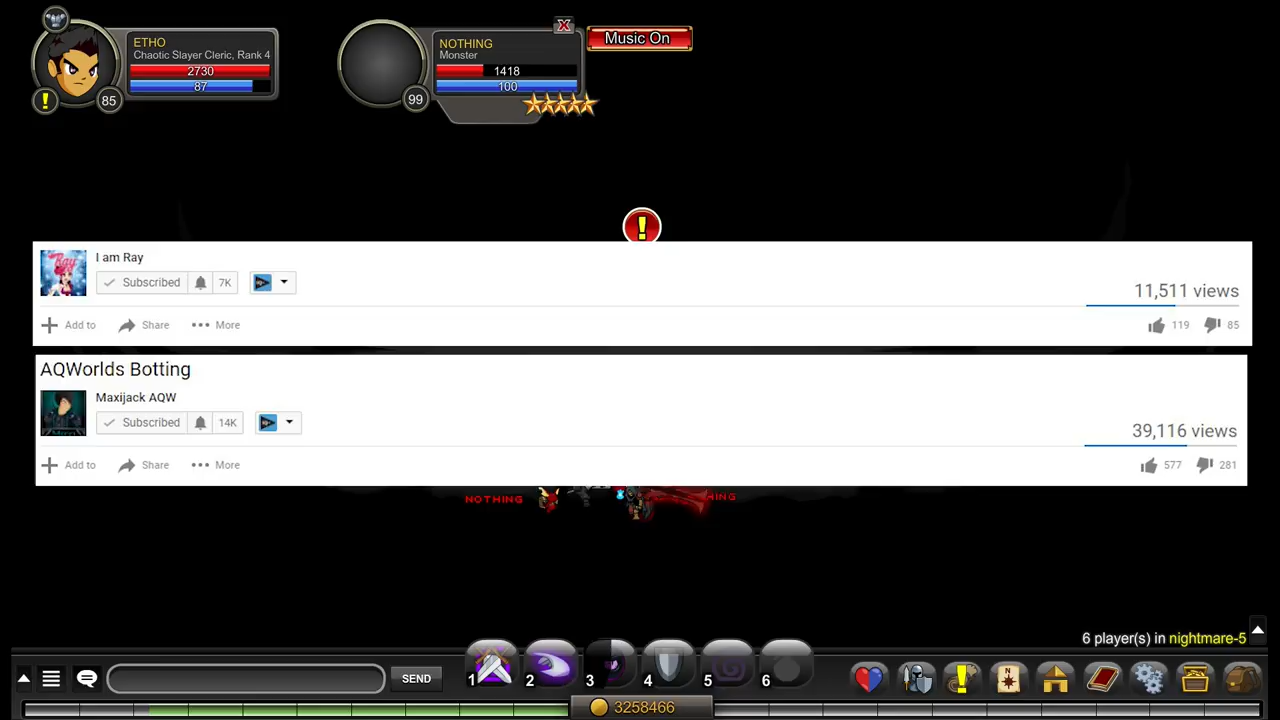 ETHO
Chaotic Slayer Cleric, Rank 4
2730
87
85
NOTHING
Monster
1418
100
99
X
Music On
I am Ray
Subscribed 7K
11,511 views
Add to Share More
119 85
AQWorlds Botting
Maxijack AQW
Subscribed 14K
39,116 views
Add to Share More
577 281
NOTHING
HING
6 player(s) in nightmare-5
SEND
1 2 3 4 5 6
3258466